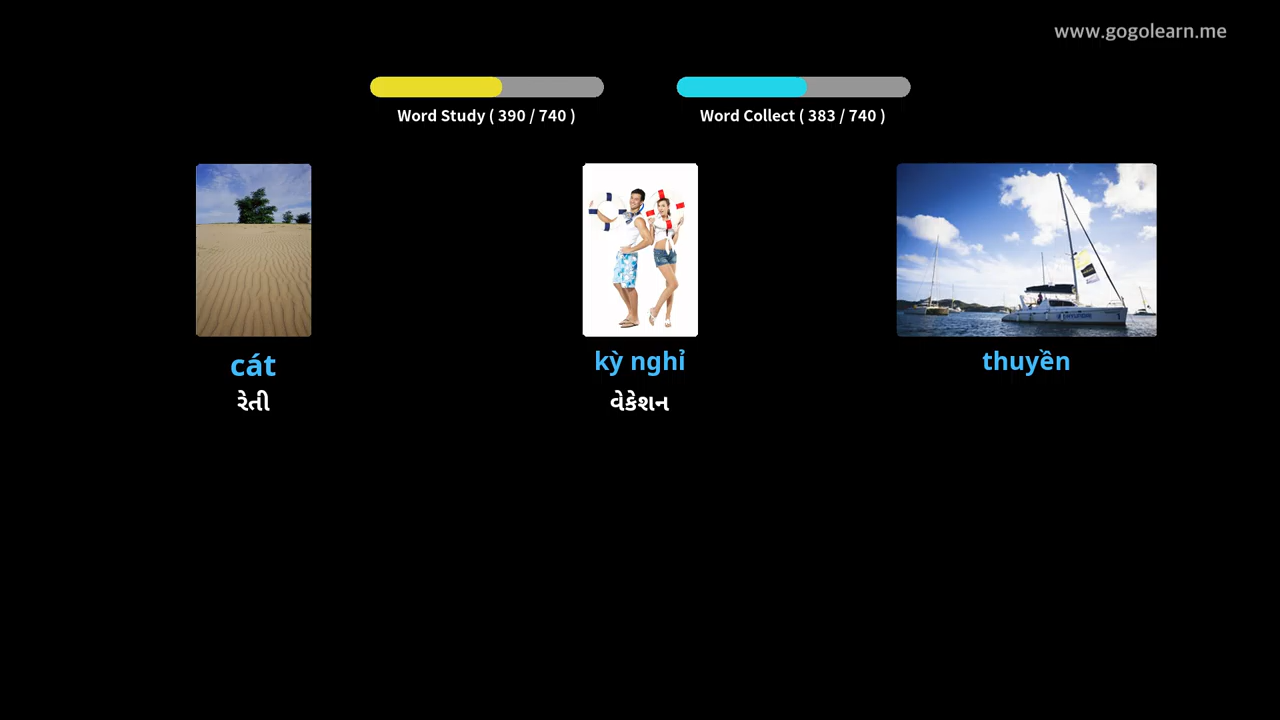 www.gogolearn.me
Word Study ( 390 / 740 )
Word Collect ( 383 / 740 )
cát
kỳ nghỉ
thuyền
રેતી
વેકેશન